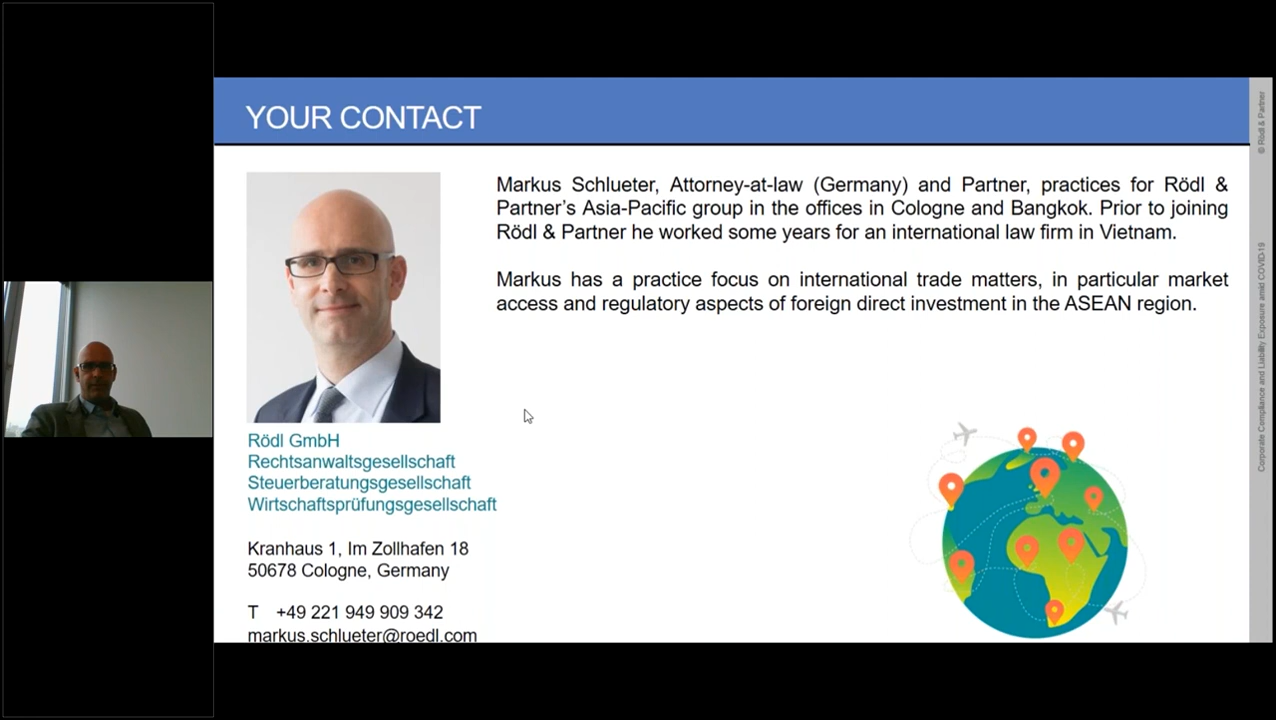 YOUR CONTACT
Markus Schlueter, Attorney-at-law (Germany) and Partner, practices for Rödl &
Partner’s Asia-Pacific group in the offices in Cologne and Bangkok. Prior to joining
Rödl & Partner he worked some years for an international law firm in Vietnam.
Markus has a practice focus on international trade matters, in particular market
access and regulatory aspects of foreign direct investment in the ASEAN region.
Rödl GmbH
Rechtsanwaltsgesellschaft
Steuerberatungsgesellschaft
Wirtschaftsprüfungsgesellschaft
Kranhaus 1, Im Zollhafen 18
50678 Cologne, Germany
T +49 221 949 909 342
markus.schlueter@roedl.com
© Rödl & Partner
Corporate Compliance and Liability Exposure amid COVID-19